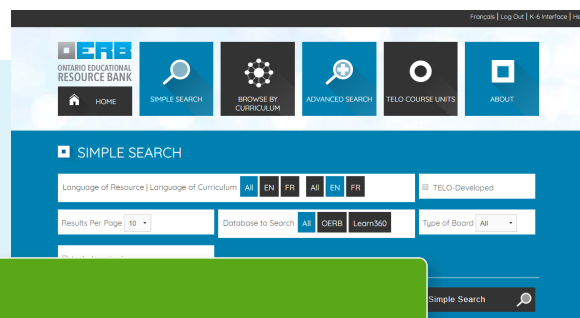 Français | Log Out | K-6 Interface | He
OERB
ONTARIO EDUCATIONAL
RESOURCE BANK
HOME
SIMPLE SEARCH
BROWSE BY
CURRICULUM
ADVANCED SEARCH
TELO COURSE UNITS
ABOUT
SIMPLE SEARCH
Language of Resource | Language of Curriculum All EN FR All EN FR
TELO-Developed
Results Per Page 10
Database to Search All OERB Learn360
Type of Board All
Simple Search